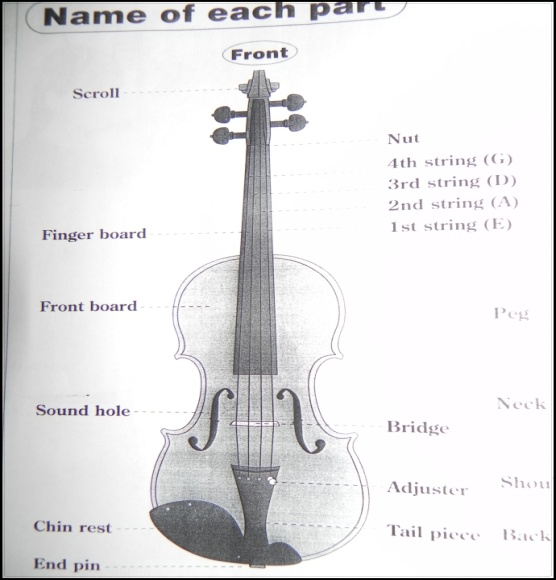 Name of each part
Front
Scroll
Nut
4th string (G)
3rd string (D)
2nd string (A)
1st string (E)
Finger board
Front board
Peg
Neck
Sound hole
Bridge
Adjuster
Shou
Chin rest
Tail piece
Back
End pin